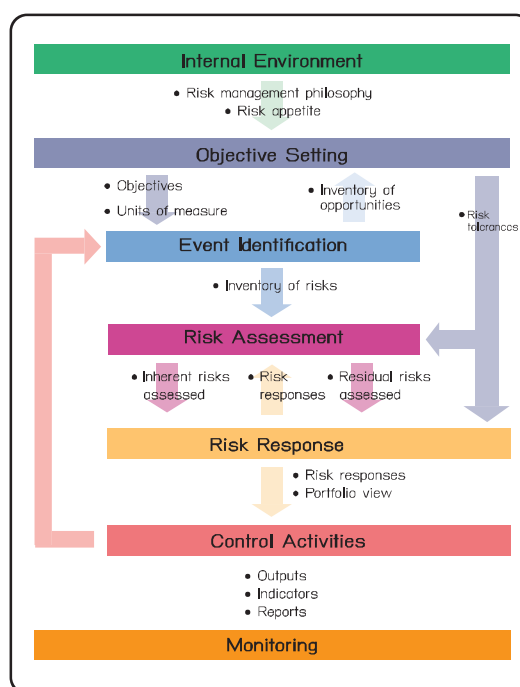 Internal Environment
• Risk management philosophy
• Risk appetite
Objective Setting
• Objectives
• Units of measure
• Inventory of
opportunities
• Risk
tolerances
Event Identification
• Inventory of risks
Risk Assessment
• Inherent risks
assessed
• Risk
responses
• Residual risks
assessed
Risk Response
• Risk responses
• Portfolio view
Control Activities
• Outputs
• Indicators
• Reports
Monitoring